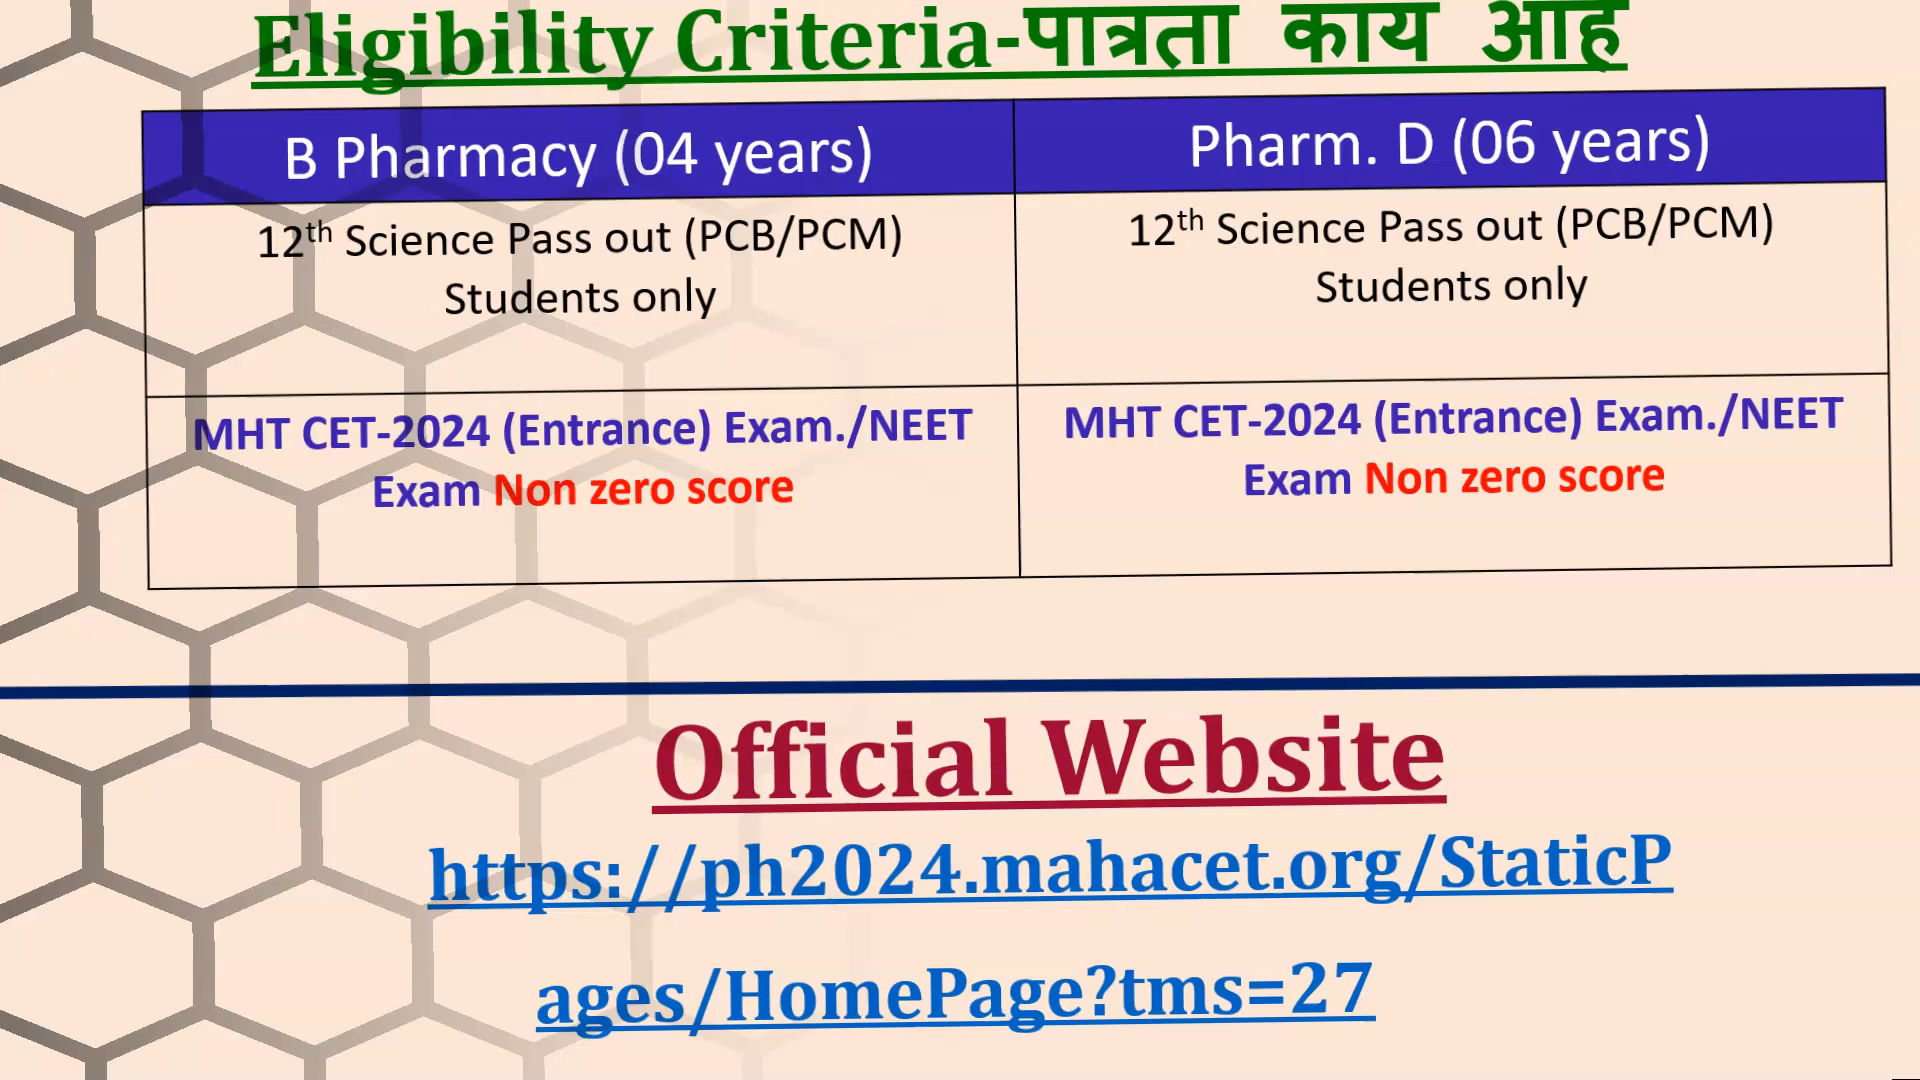 Eligibility Criteria-पात्रता काय आह
B Pharmacy (04 years)
Pharm. D (06 years)
12th Science Pass out (PCB/PCM)
Students only
12th Science Pass out (PCB/PCM)
Students only
MHT CET-2024 (Entrance) Exam./NEET
Exam Non zero score
MHT CET-2024 (Entrance) Exam./NEET
Exam Non zero score
Official Website
https://ph2024.mahacet.org/StaticP
ages/HomePage?tms=27